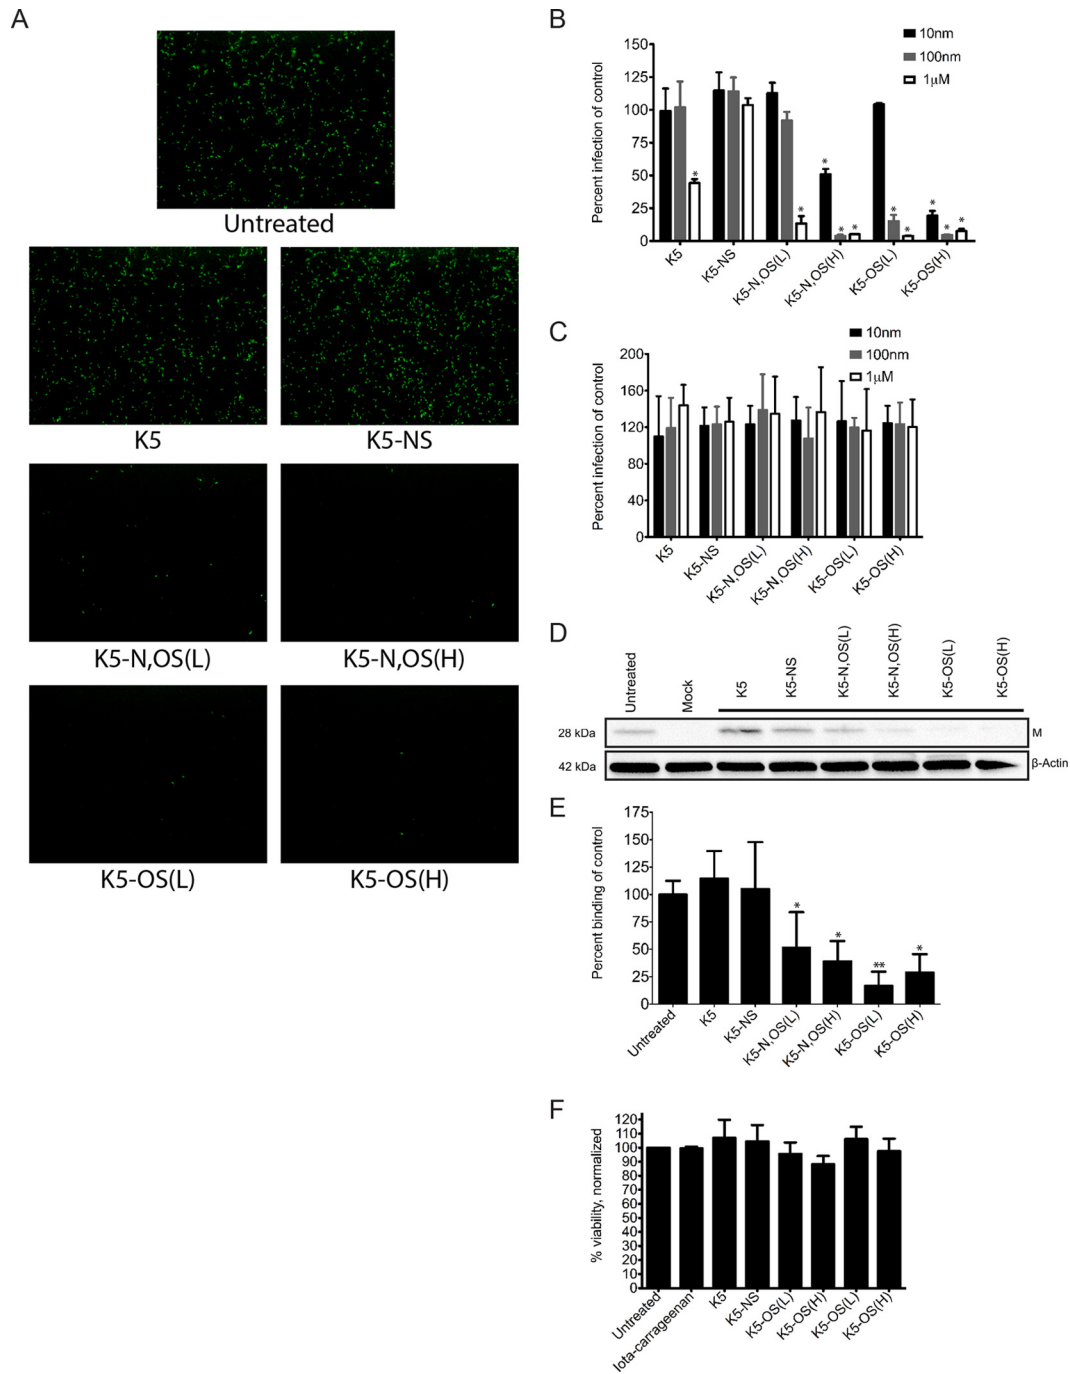 A
Untreated
K5
K5-NS
K5-N,OS(L)
K5-N,OS(H)
K5-OS(L)
K5-OS(H)
B
10nm
100nm
1μM
Percent infection of control
150
125
100
75
50
25
0
*
*
*
*
*
*
*
*
*
*
K5
K5-NS
K5-N,OS(L)
K5-N,OS(H)
K5-OS(L)
K5-OS(H)
C
10nm
100nm
1μM
Percent infection of control
200
160
120
80
40
0
K5
K5-NS
K5-N,OS(L)
K5-N,OS(H)
K5-OS(L)
K5-OS(H)
D
Untreated
Mock
K5
K5-NS
K5-N,OS(L)
K5-N,OS(H)
K5-OS(L)
K5-OS(H)
28 kDa
M
42 kDa
β-Actin
E
Percent binding of control
175
150
125
100
75
50
25
0
*
*
**
*
Untreated
K5
K5-NS
K5-N,OS(L)
K5-N,OS(H)
K5-OS(L)
K5-OS(H)
F
% viability, normalized
120
110
100
90
80
70
60
50
40
30
20
10
0
Untreated
Iota-carrageenan
K5
K5-NS
K5-OS(L)
K5-OS(H)
K5-OS(L)
K5-OS(H)